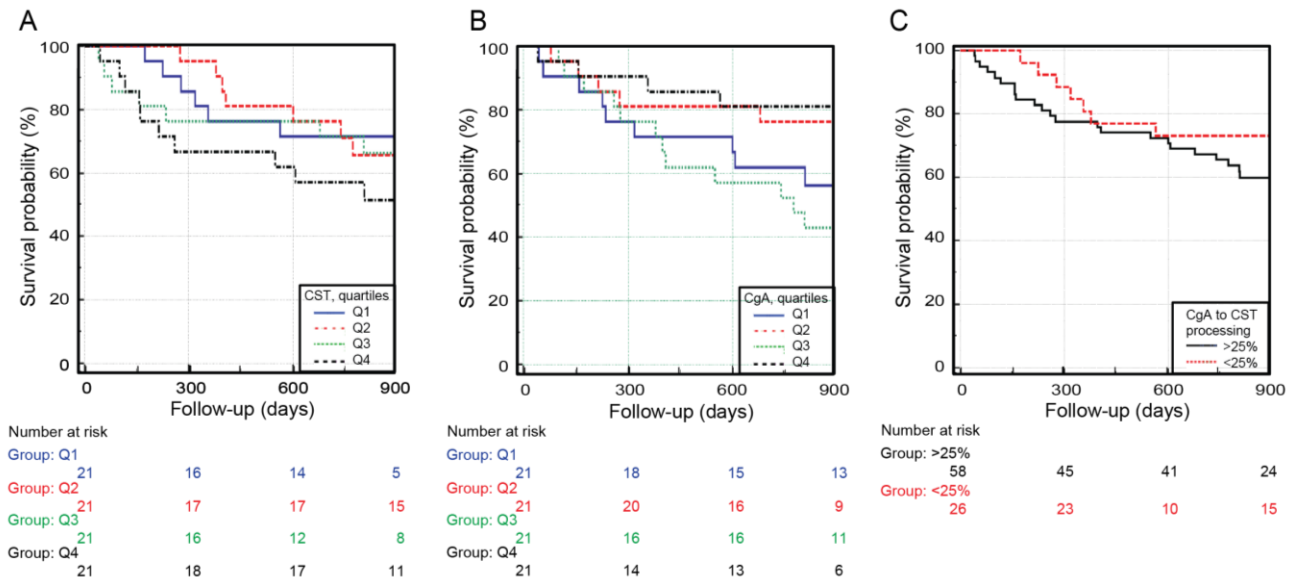 A
100
80
60
40
20
0
Survival probability (%)
CST, quartiles
Q1
Q2
Q3
Q4
0 300 600 900
Follow-up (days)
Number at risk
Group: Q1
21 16 14 5
Group: Q2
21 17 17 15
Group: Q3
21 16 12 8
Group: Q4
21 18 17 11
B
100
80
60
40
20
0
Survival probability (%)
CgA, quartiles
Q1
Q2
Q3
Q4
0 300 600 900
Follow-up (days)
Number at risk
Group: Q1
21 18 15 13
Group: Q2
21 20 16 9
Group: Q3
21 16 16 11
Group: Q4
21 14 13 6
C
100
80
60
40
20
0
Survival probability (%)
CgA to CST
processing
>25%
<25%
0 300 600 900
Follow-up (days)
Number at risk
Group: >25%
58 45 41 24
Group: <25%
26 23 10 15